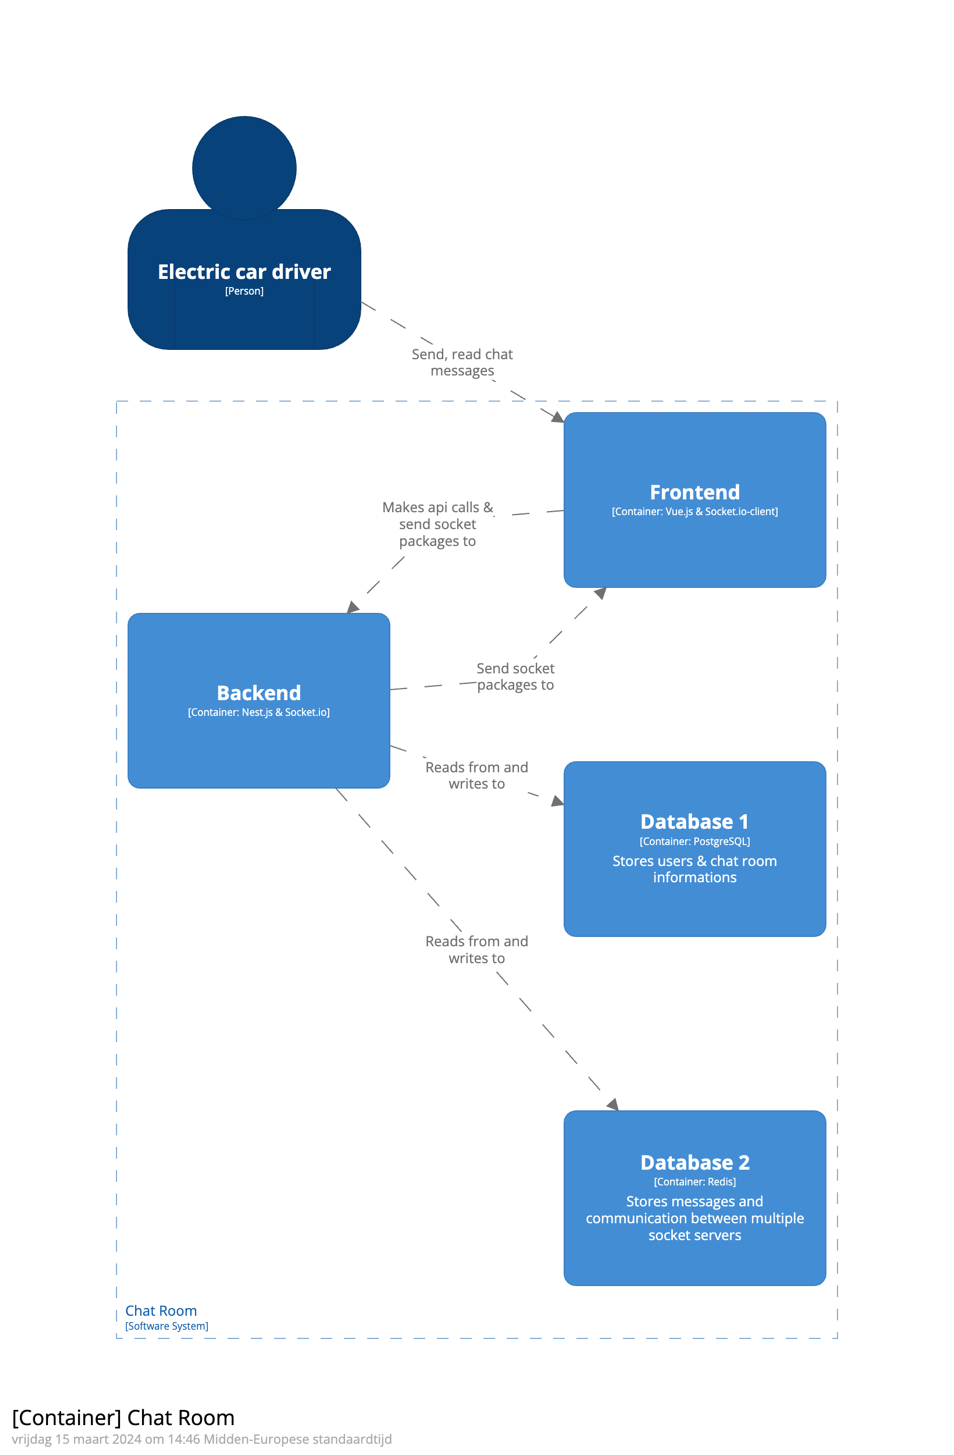 Electric car driver
[Person]
Send, read chat
messages
Frontend
[Container: Vue.js & Socket.io-client]
Makes api calls &
send socket
packages to
Backend
[Container: Nest.js & Socket.io]
Send socket
packages to
Reads from and
writes to
Database 1
[Container: PostgreSQL]
Stores users & chat room
informations
Reads from and
writes to
Database 2
[Container: Redis]
Stores messages and
communication between multiple
socket servers
Chat Room
[Software System]
[Container] Chat Room
vrijdag 15 maart 2024 om 14:46 Midden-Europese standaardtijd